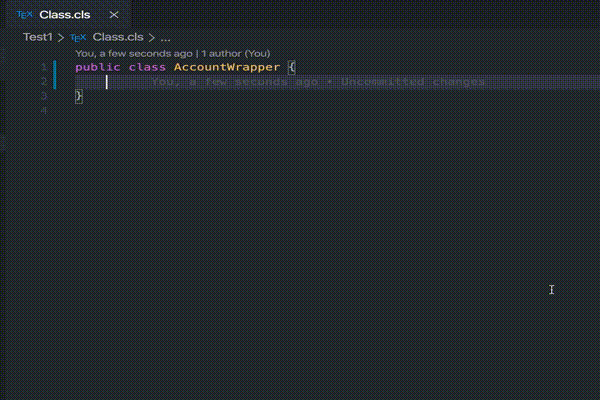 TEX Class.cls
Test1 > TEX Class.cls > ...
You, a few seconds ago | 1 author (You)
1 public class AccountWrapper {
2 You, a few seconds ago • Uncommitted changes
3 }
4